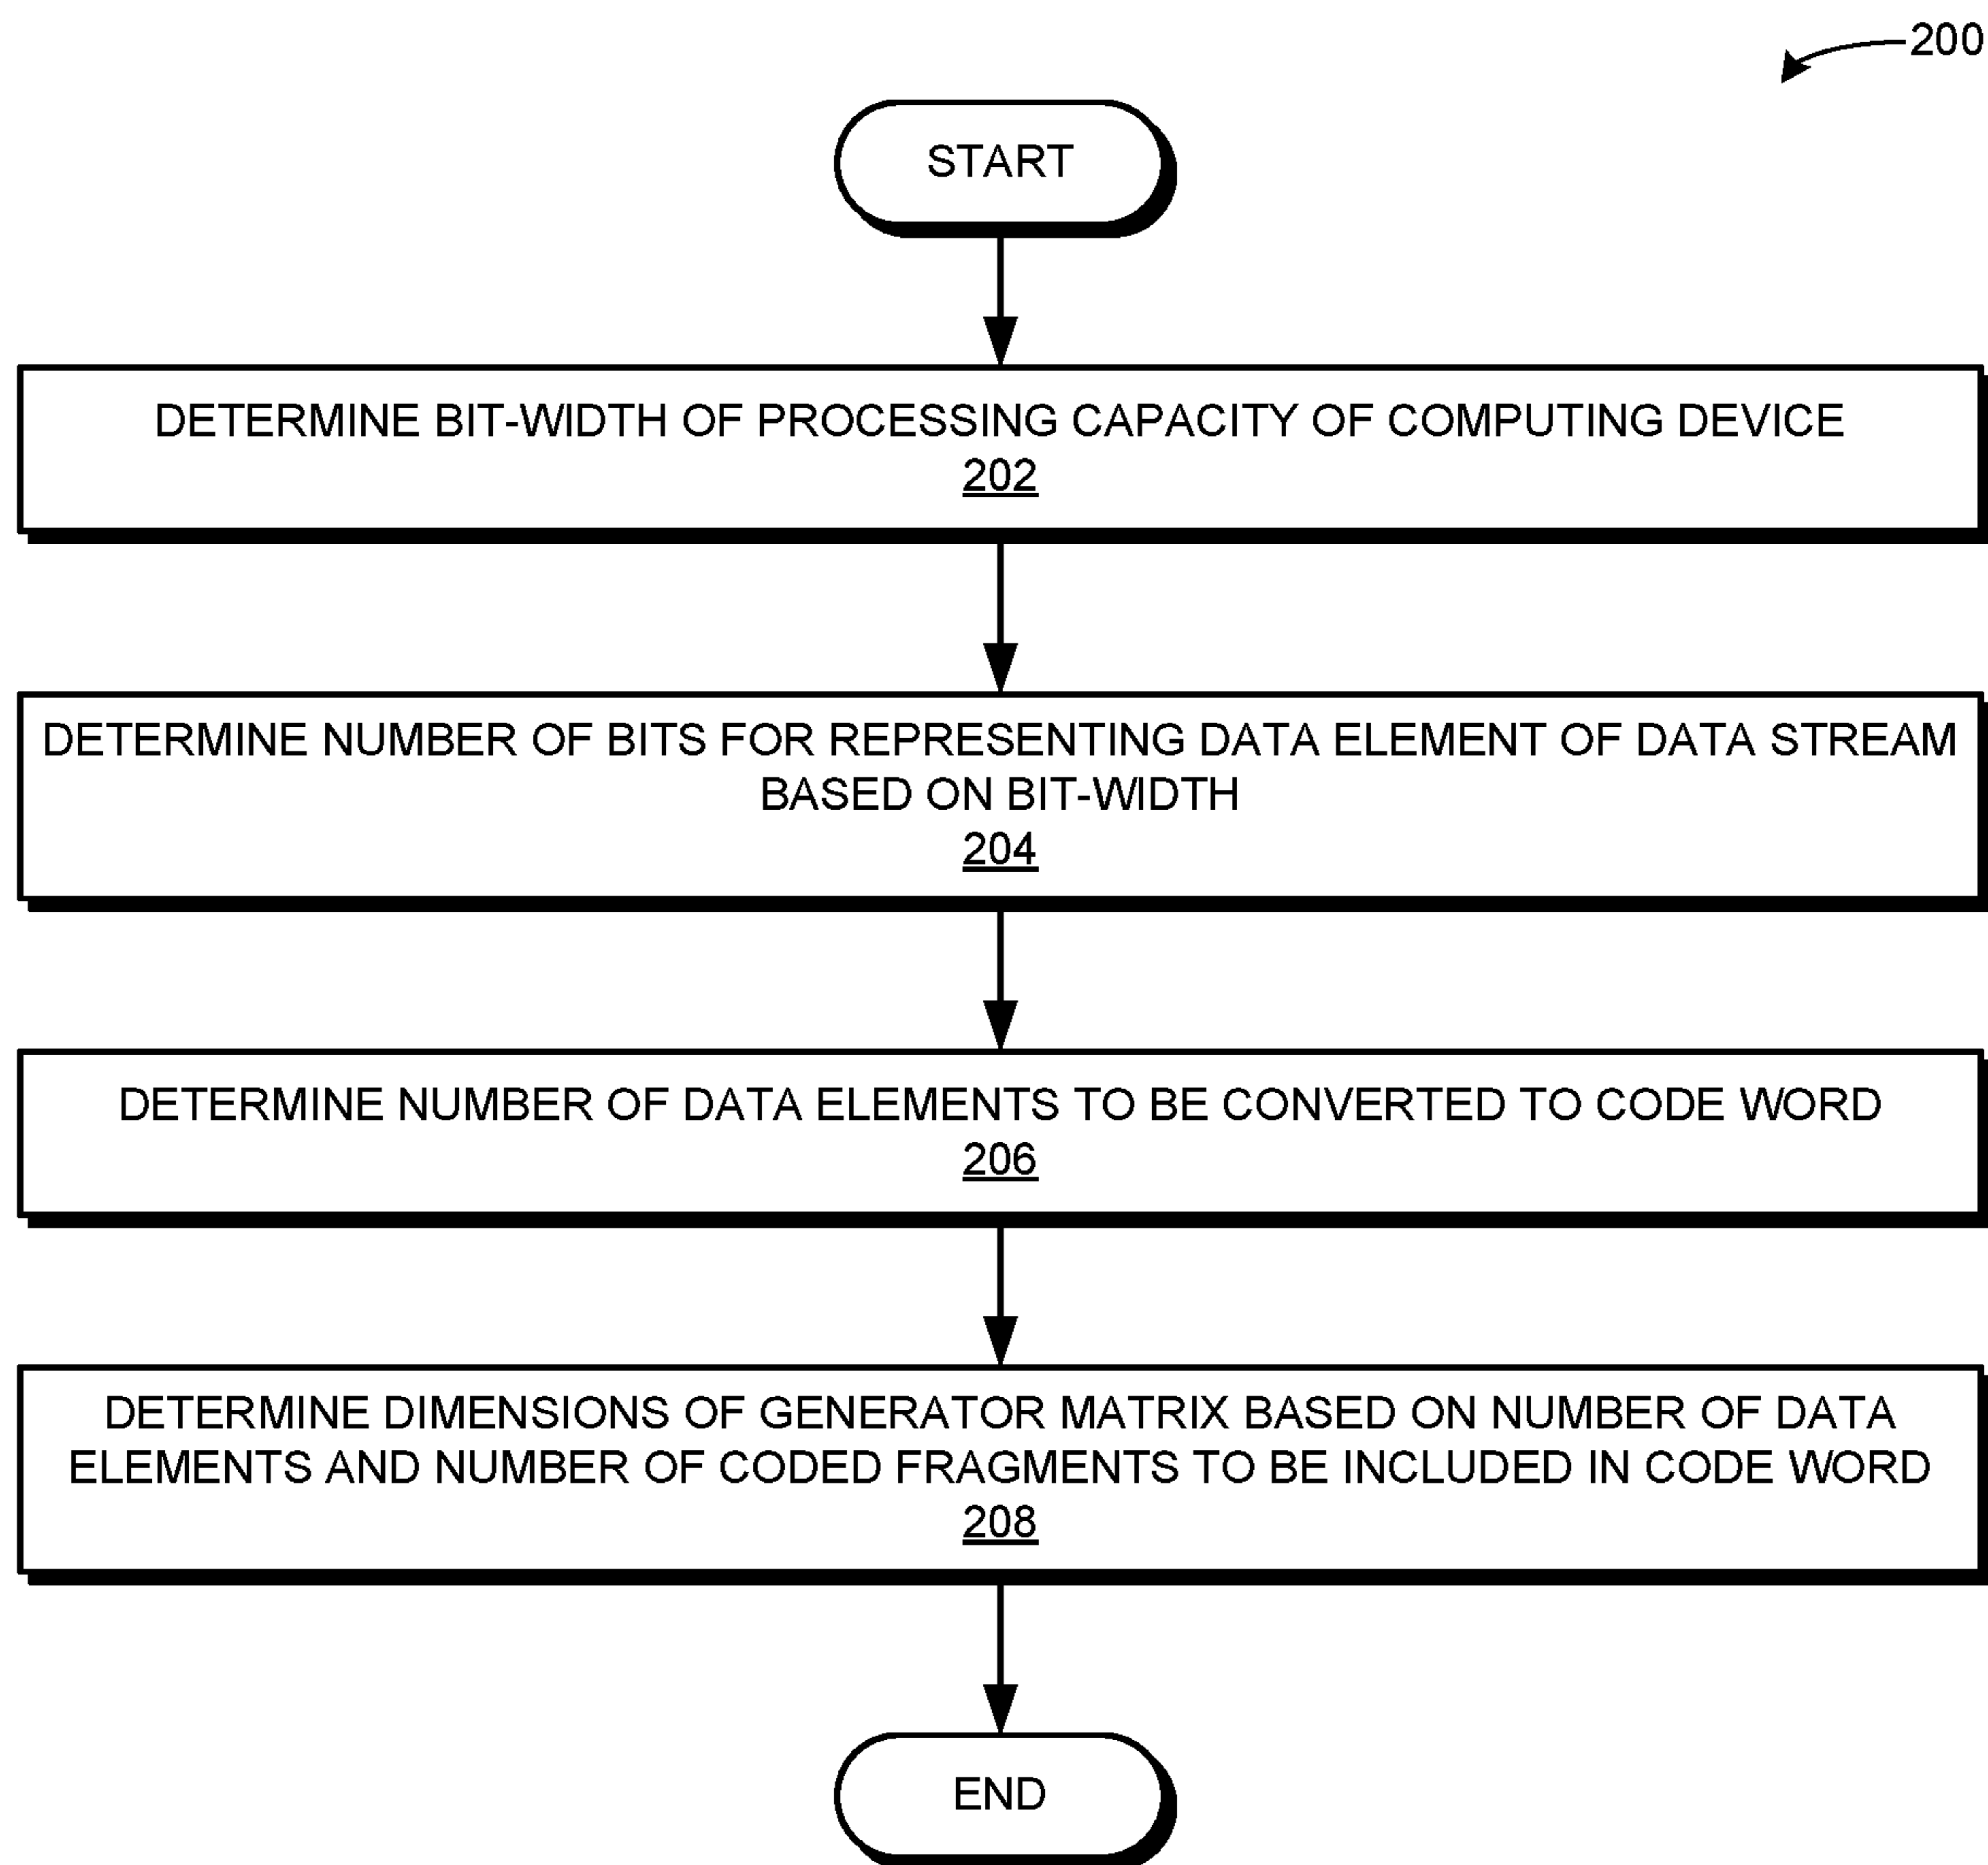 200
START
DETERMINE BIT-WIDTH OF PROCESSING CAPACITY OF COMPUTING DEVICE
202
DETERMINE NUMBER OF BITS FOR REPRESENTING DATA ELEMENT OF DATA STREAM
BASED ON BIT-WIDTH
204
DETERMINE NUMBER OF DATA ELEMENTS TO BE CONVERTED TO CODE WORD
206
DETERMINE DIMENSIONS OF GENERATOR MATRIX BASED ON NUMBER OF DATA
ELEMENTS AND NUMBER OF CODED FRAGMENTS TO BE INCLUDED IN CODE WORD
208
END